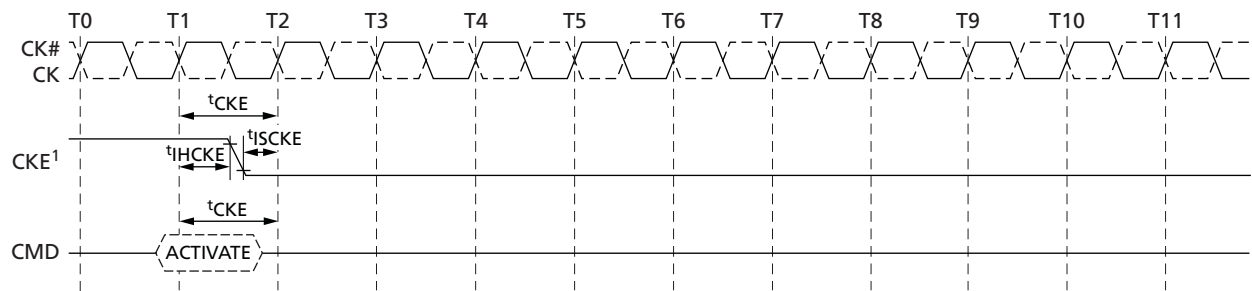 T0 T1 T2 T3 T4 T5 T6 T7 T8 T9 T10 T11
CK#
CK
tCKE
tISCKE
CKE1
tIHCKE
tCKE
CMD
ACTIVATE